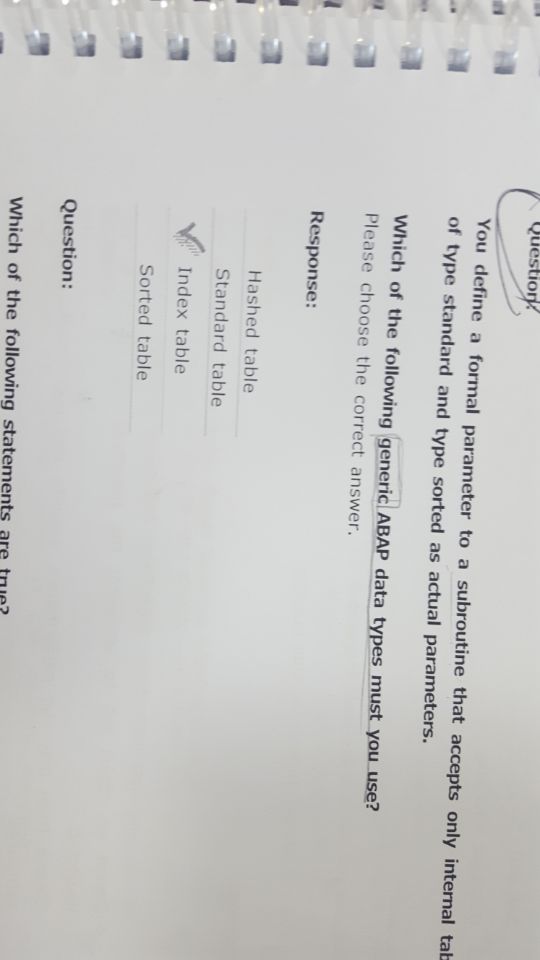 Question:
You define a formal parameter to a subroutine that accepts only internal tab
of type standard and type sorted as actual parameters.
Which of the following generic ABAP data types must you use?
Please choose the correct answer.
Response:
Hashed table
Standard table
Index table
Sorted table
Question:
Which of the following statements are true?